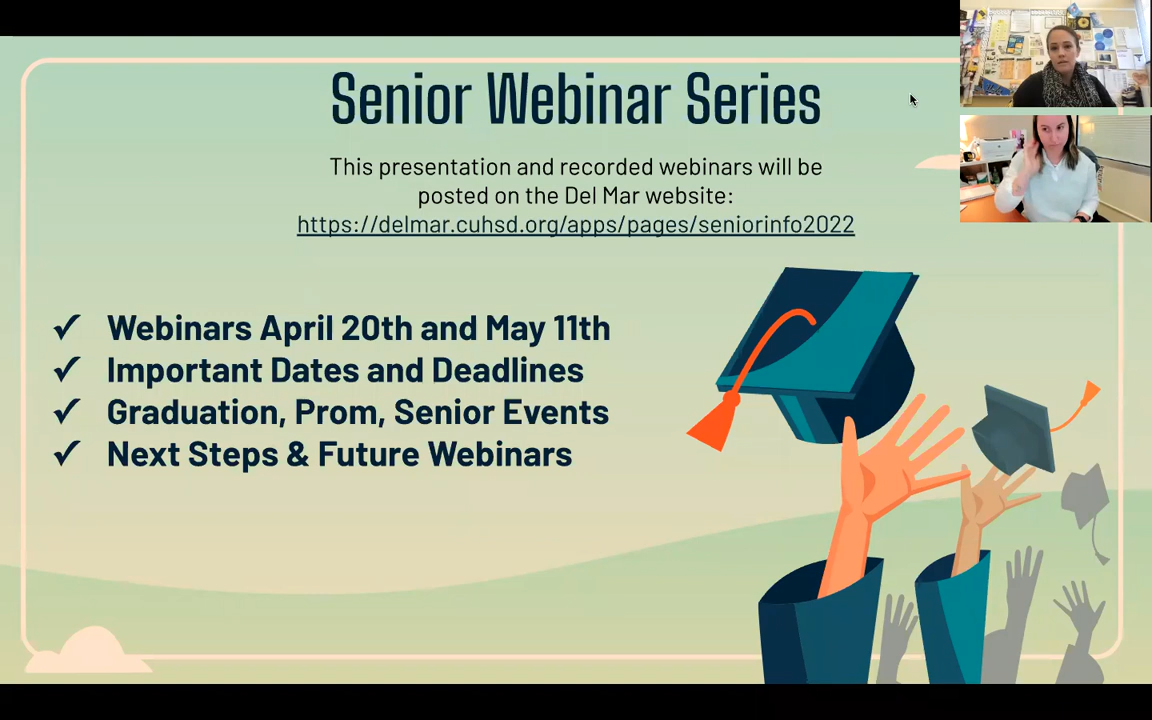 Senior Webinar Series
This presentation and recorded webinars will be
posted on the Del Mar website:
https://delmar.cuhsd.org/apps/pages/seniorinfo2022
✓ Webinars April 20th and May 11th
✓ Important Dates and Deadlines
✓ Graduation, Prom, Senior Events
✓ Next Steps & Future Webinars